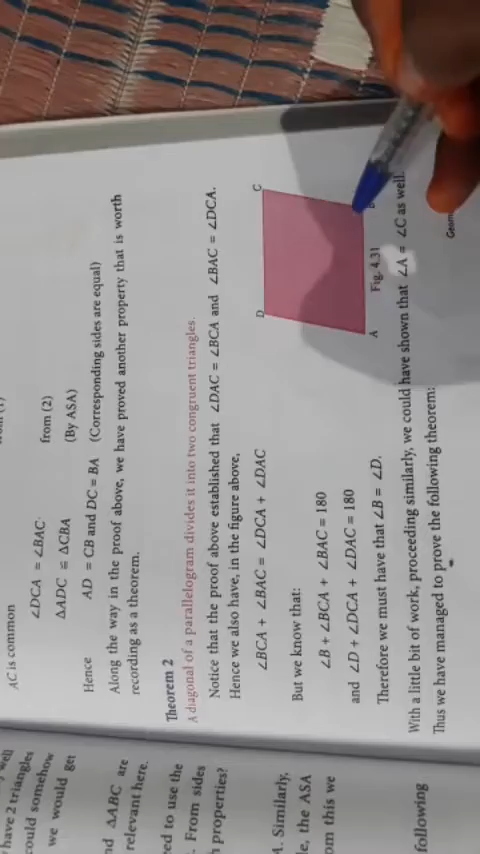 AC is common
∠DCA = ∠BAC from (2)
ΔADC ≅ ΔCBA (By ASA)
Hence AD = CB and DC = BA (Corresponding sides are equal)
Along the way in the proof above, we have proved another property that is worth
recording as a theorem.
Theorem 2
A diagonal of a parallelogram divides it into two congruent triangles.
Notice that the proof above established that ∠DAC = ∠BCA and ∠BAC = ∠DCA.
Hence we also have, in the figure above,
∠BCA + ∠BAC = ∠DCA + ∠DAC
But we know that:
∠B + ∠BCA + ∠BAC = 180
and ∠D + ∠DCA + ∠DAC = 180
Therefore we must have that ∠B = ∠D.
D C
A
Fig. 4.31
With a little bit of work, proceeding similarly, we could have shown that ∠A = ∠C as well.
Thus we have managed to prove the following theorem:
well
have 2 triangles
could somehow
we would get
ΔABC are
relevant here.
ed to use the
. From sides
properties?
. Similarly,
le, the ASA
om this we
following